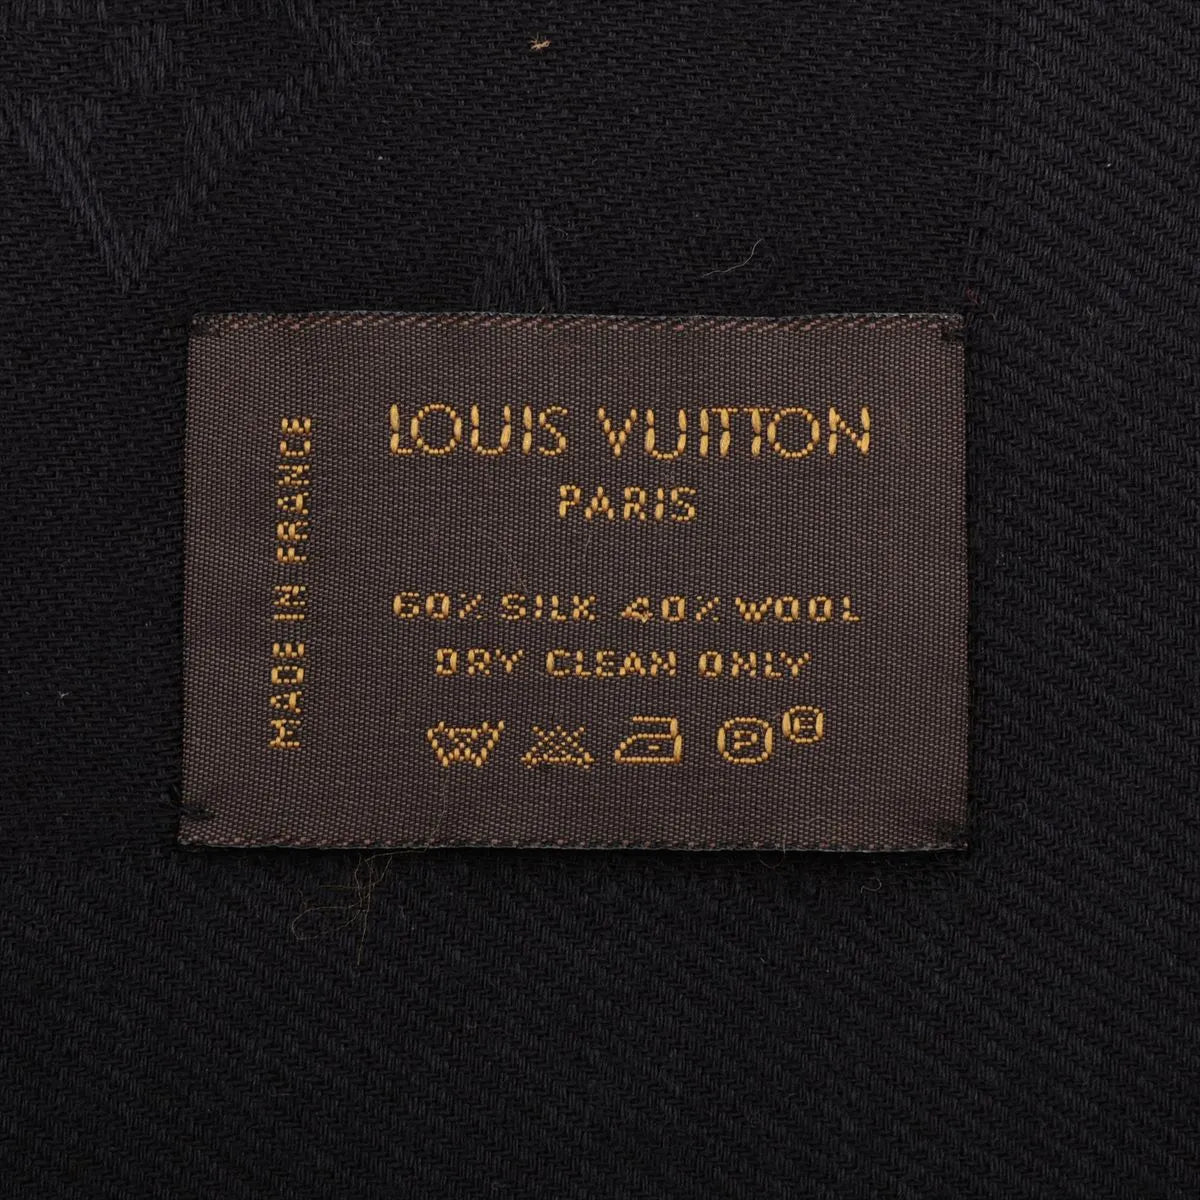 LOUIS VUITTON
PARIS
60% SILK 40% WOOL
DRY CLEAN ONLY
P
MADE IN FRANCE